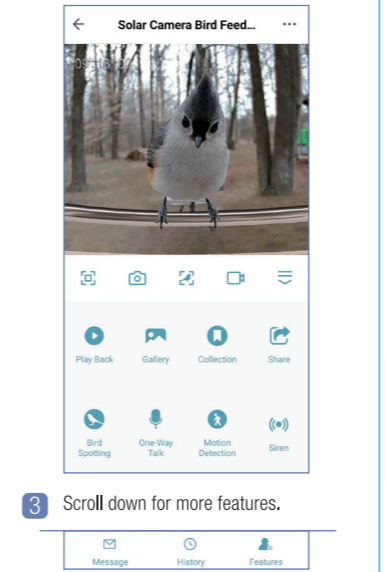 Solar Camera Bird Feed...
Play Back
Gallery
Collection
Share
Bird Spotting
One-Way Talk
Motion Detection
Siren
3 Scroll down for more features.
Message
History
Features